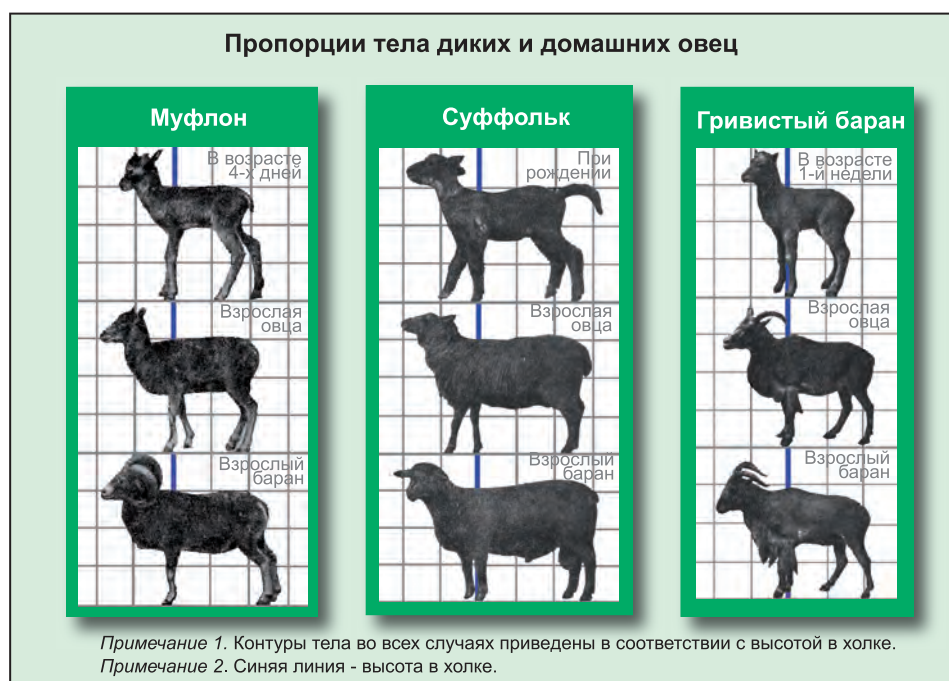 Пропорции тела диких и домашних овец
Муфлон
В возрасте
4-х дней
Взрослая
овца
Взрослый
баран
Суффольк
При
рождении
Взрослая
овца
Взрослый
баран
Гривистый баран
В возрасте
1-й недели
Взрослая
овца
Взрослый
баран
Примечание 1. Контуры тела во всех случаях приведены в соответствии с высотой в холке.
Примечание 2. Синяя линия - высота в холке.